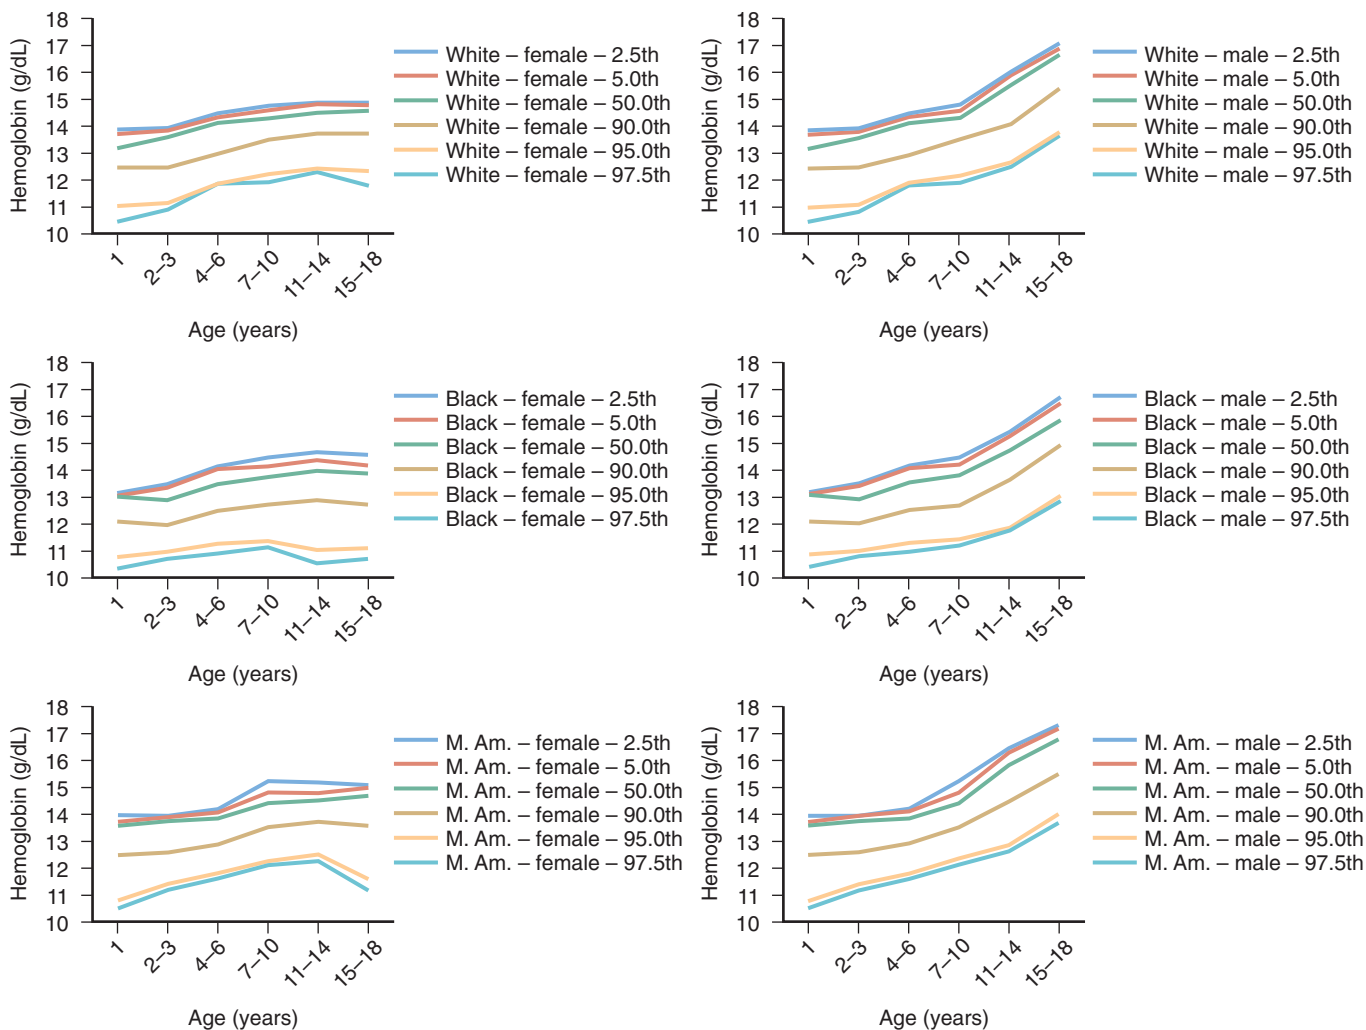 Hemoglobin (g/dL)
18
17
16
15
14
13
12
11
10
1
2–3
4–6
7–10
11–14
15–18
Age (years)
White – female – 2.5th
White – female – 5.0th
White – female – 50.0th
White – female – 90.0th
White – female – 95.0th
White – female – 97.5th
Hemoglobin (g/dL)
18
17
16
15
14
13
12
11
10
1
2–3
4–6
7–10
11–14
15–18
Age (years)
White – male – 2.5th
White – male – 5.0th
White – male – 50.0th
White – male – 90.0th
White – male – 95.0th
White – male – 97.5th
Hemoglobin (g/dL)
18
17
16
15
14
13
12
11
10
1
2–3
4–6
7–10
11–14
15–18
Age (years)
Black – female – 2.5th
Black – female – 5.0th
Black – female – 50.0th
Black – female – 90.0th
Black – female – 95.0th
Black – female – 97.5th
Hemoglobin (g/dL)
18
17
16
15
14
13
12
11
10
1
2–3
4–6
7–10
11–14
15–18
Age (years)
Black – male – 2.5th
Black – male – 5.0th
Black – male – 50.0th
Black – male – 90.0th
Black – male – 95.0th
Black – male – 97.5th
Hemoglobin (g/dL)
18
17
16
15
14
13
12
11
10
1
2–3
4–6
7–10
11–14
15–18
Age (years)
M. Am. – female – 2.5th
M. Am. – female – 5.0th
M. Am. – female – 50.0th
M. Am. – female – 90.0th
M. Am. – female – 95.0th
M. Am. – female – 97.5th
Hemoglobin (g/dL)
18
17
16
15
14
13
12
11
10
1
2–3
4–6
7–10
11–14
15–18
Age (years)
M. Am. – male – 2.5th
M. Am. – male – 5.0th
M. Am. – male – 50.0th
M. Am. – male – 90.0th
M. Am. – male – 95.0th
M. Am. – male – 97.5th